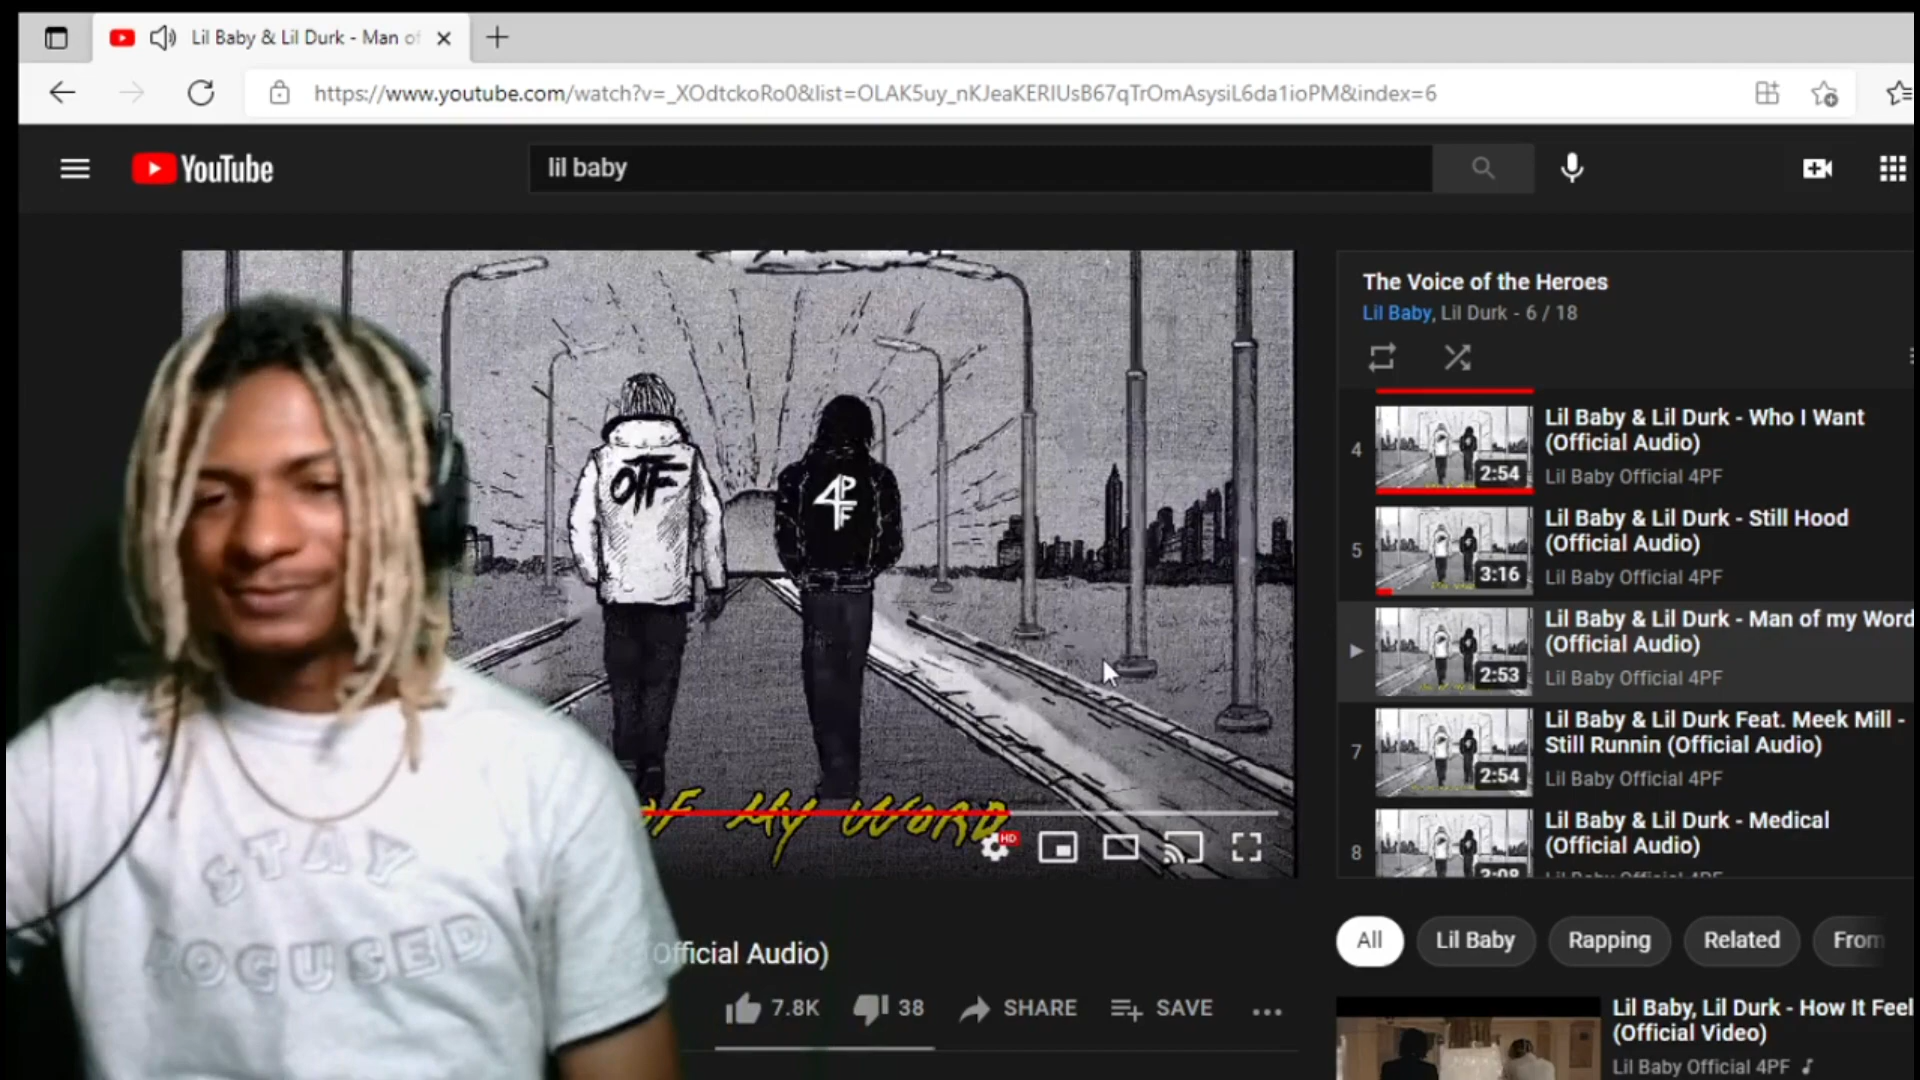 Lil Baby & Lil Durk - Man of
https://www.youtube.com/watch?v=_XOdtckoRo0&list=OLAK5uy_nKJeaKERIUsB67qTrOmAsysiL6da1ioPM&index=6
YouTube
lil baby
OTF
4PF
OF MY WORD
HD
(Official Audio)
7.8K
38
SHARE
SAVE
STAY
FOCUSED
The Voice of the Heroes
Lil Baby, Lil Durk - 6 / 18
4
2:54
Lil Baby & Lil Durk - Who I Want
(Official Audio)
Lil Baby Official 4PF
5
3:16
Lil Baby & Lil Durk - Still Hood
(Official Audio)
Lil Baby Official 4PF
2:53
Lil Baby & Lil Durk - Man of my Word
(Official Audio)
Lil Baby Official 4PF
7
2:54
Lil Baby & Lil Durk Feat. Meek Mill -
Still Runnin (Official Audio)
Lil Baby Official 4PF
8
Lil Baby & Lil Durk - Medical
(Official Audio)
All
Lil Baby
Rapping
Related
From
Lil Baby, Lil Durk - How It Feel
(Official Video)
Lil Baby Official 4PF